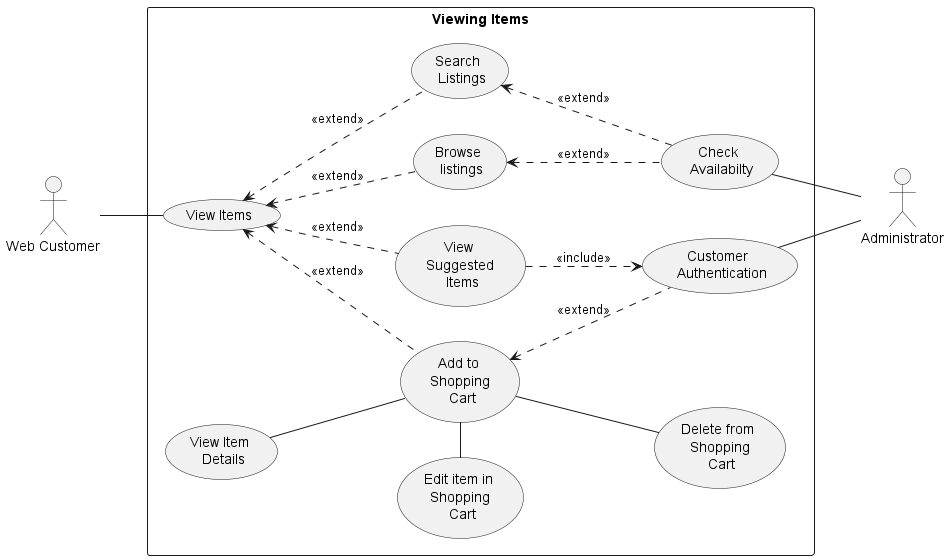 Viewing Items
Search
Listings
«extend»
«extend»
Browse
listings
«extend»
Check
Availabilty
«extend»
View Items
Web Customer
Administrator
«extend»
View
Suggested
Items
«include»
Customer
Authentication
«extend»
«extend»
Add to
Shopping
Cart
View Item
Details
Delete from
Shopping
Cart
Edit item in
Shopping
Cart